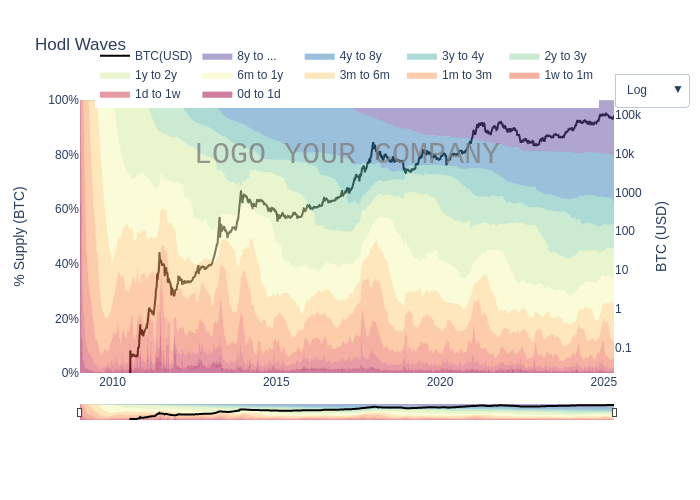 Hodl Waves
BTC(USD) 8y to ... 4y to 8y 3y to 4y 2y to 3y
1y to 2y 6m to 1y 3m to 6m 1m to 3m 1w to 1m
1d to 1w 0d to 1d
Log ▼
100% 100k
LOGO YOUR COMPANY
80% 10k
1000
60%
100
% Supply (BTC) BTC (USD)
40% 10
20% 1
0.1
0%
2010 2015 2020 2025